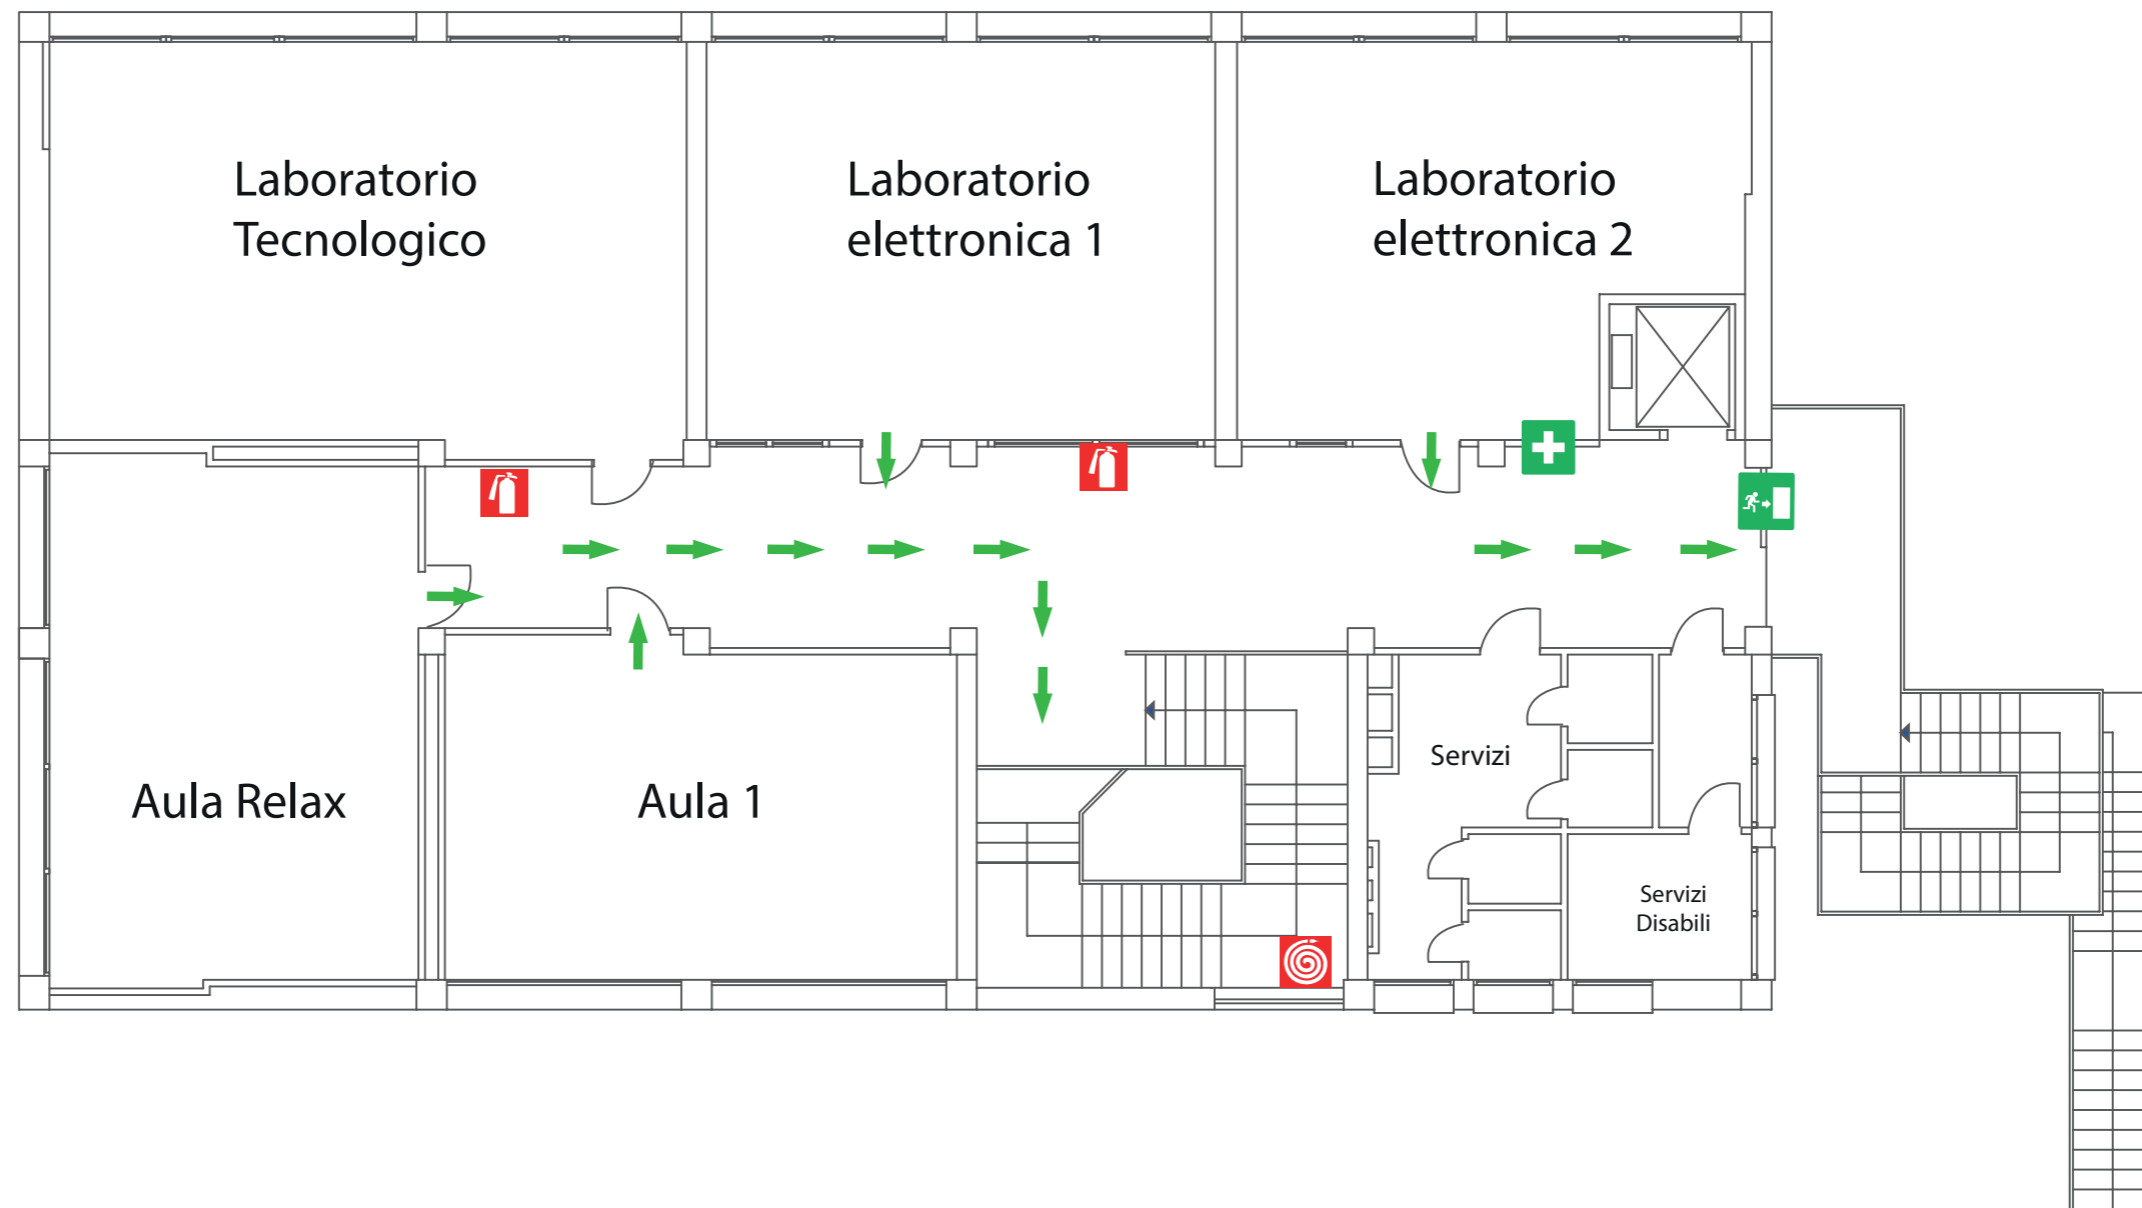 Laboratorio
Tecnologico
Laboratorio
elettronica 1
Laboratorio
elettronica 2
Aula Relax
Aula 1
Servizi
Servizi
Disabili